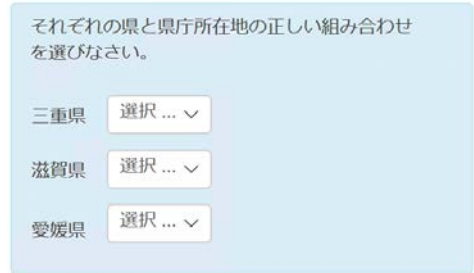 それぞれの県と県庁所在地の正しい組み合わせ
を選びなさい。
三重県 選択 ...
滋賀県 選択 ...
愛媛県 選択 ...